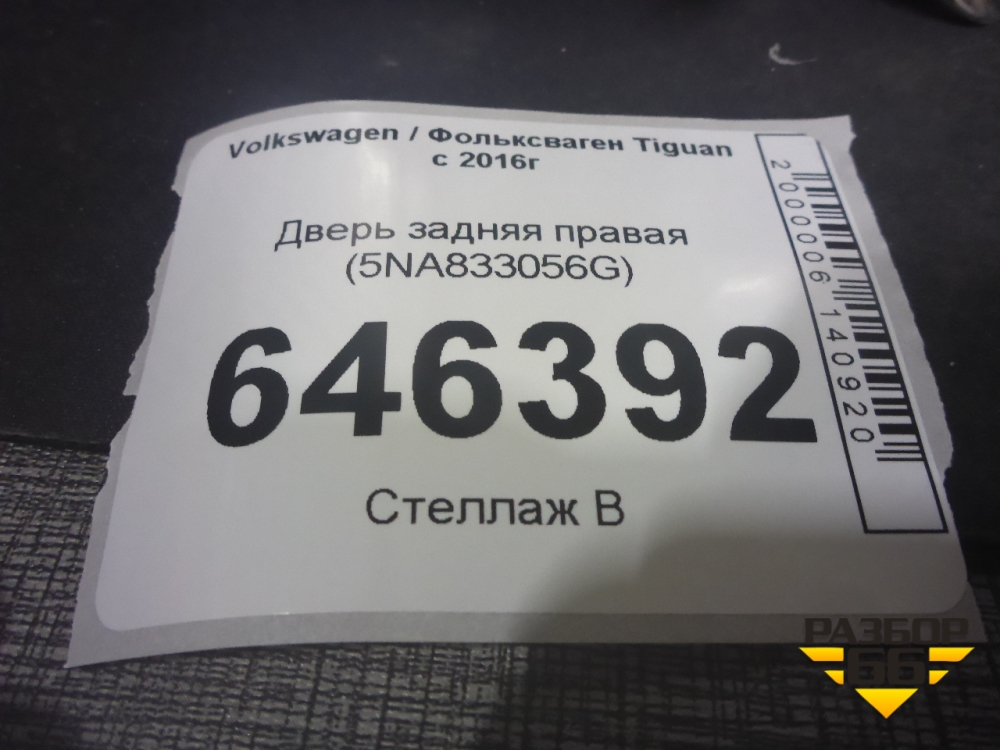 Volkswagen / Фольксваген Tiguan
с 2016г
Дверь задняя правая
(5NA833056G)
646392
Стеллаж В
2000006140920
РАЗБОР
66